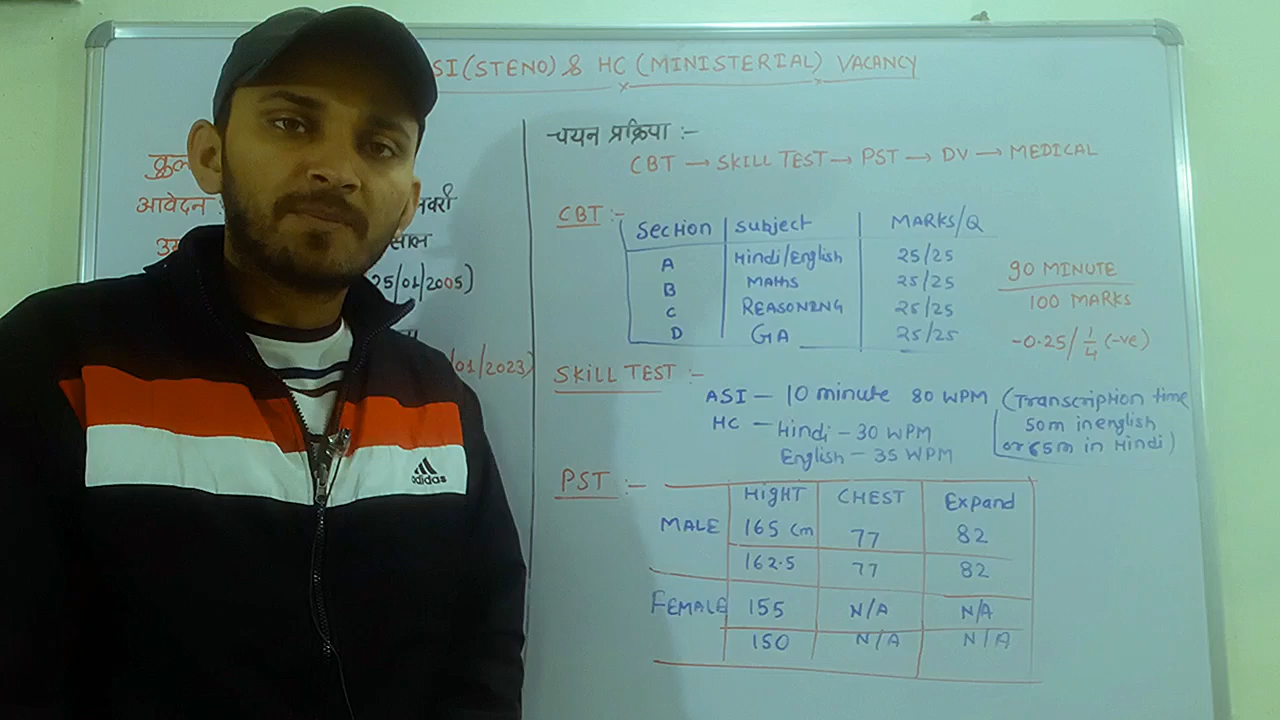 SI(STENO) & HC (MINISTERIAL) VACANCY
आवेदन :
साल
25/01/2005)
01/2023)
चयन प्रक्रिया :-
CBT → SKILL TEST → PST → DV → MEDICAL
CBT :-
Section Subject MARKS/Q
A Hindi/English 25/25
B Maths 25/25
C REASONING 25/25
D GA 25/25
90 MINUTE
100 MARKS
-0.25/ 1/4 (-ve)
SKILL TEST :-
ASI - 10 minute 80 WPM (Transcription time
50m in english
or 65m in Hindi)
HC - Hindi - 30 WPM
English - 35 WPM
PST :-
HigHT CHEST Expand
MALE 165 cm 77 82
162.5 77 82
FEMALE 155 N/A N/A
150 N/A N/A
adidas